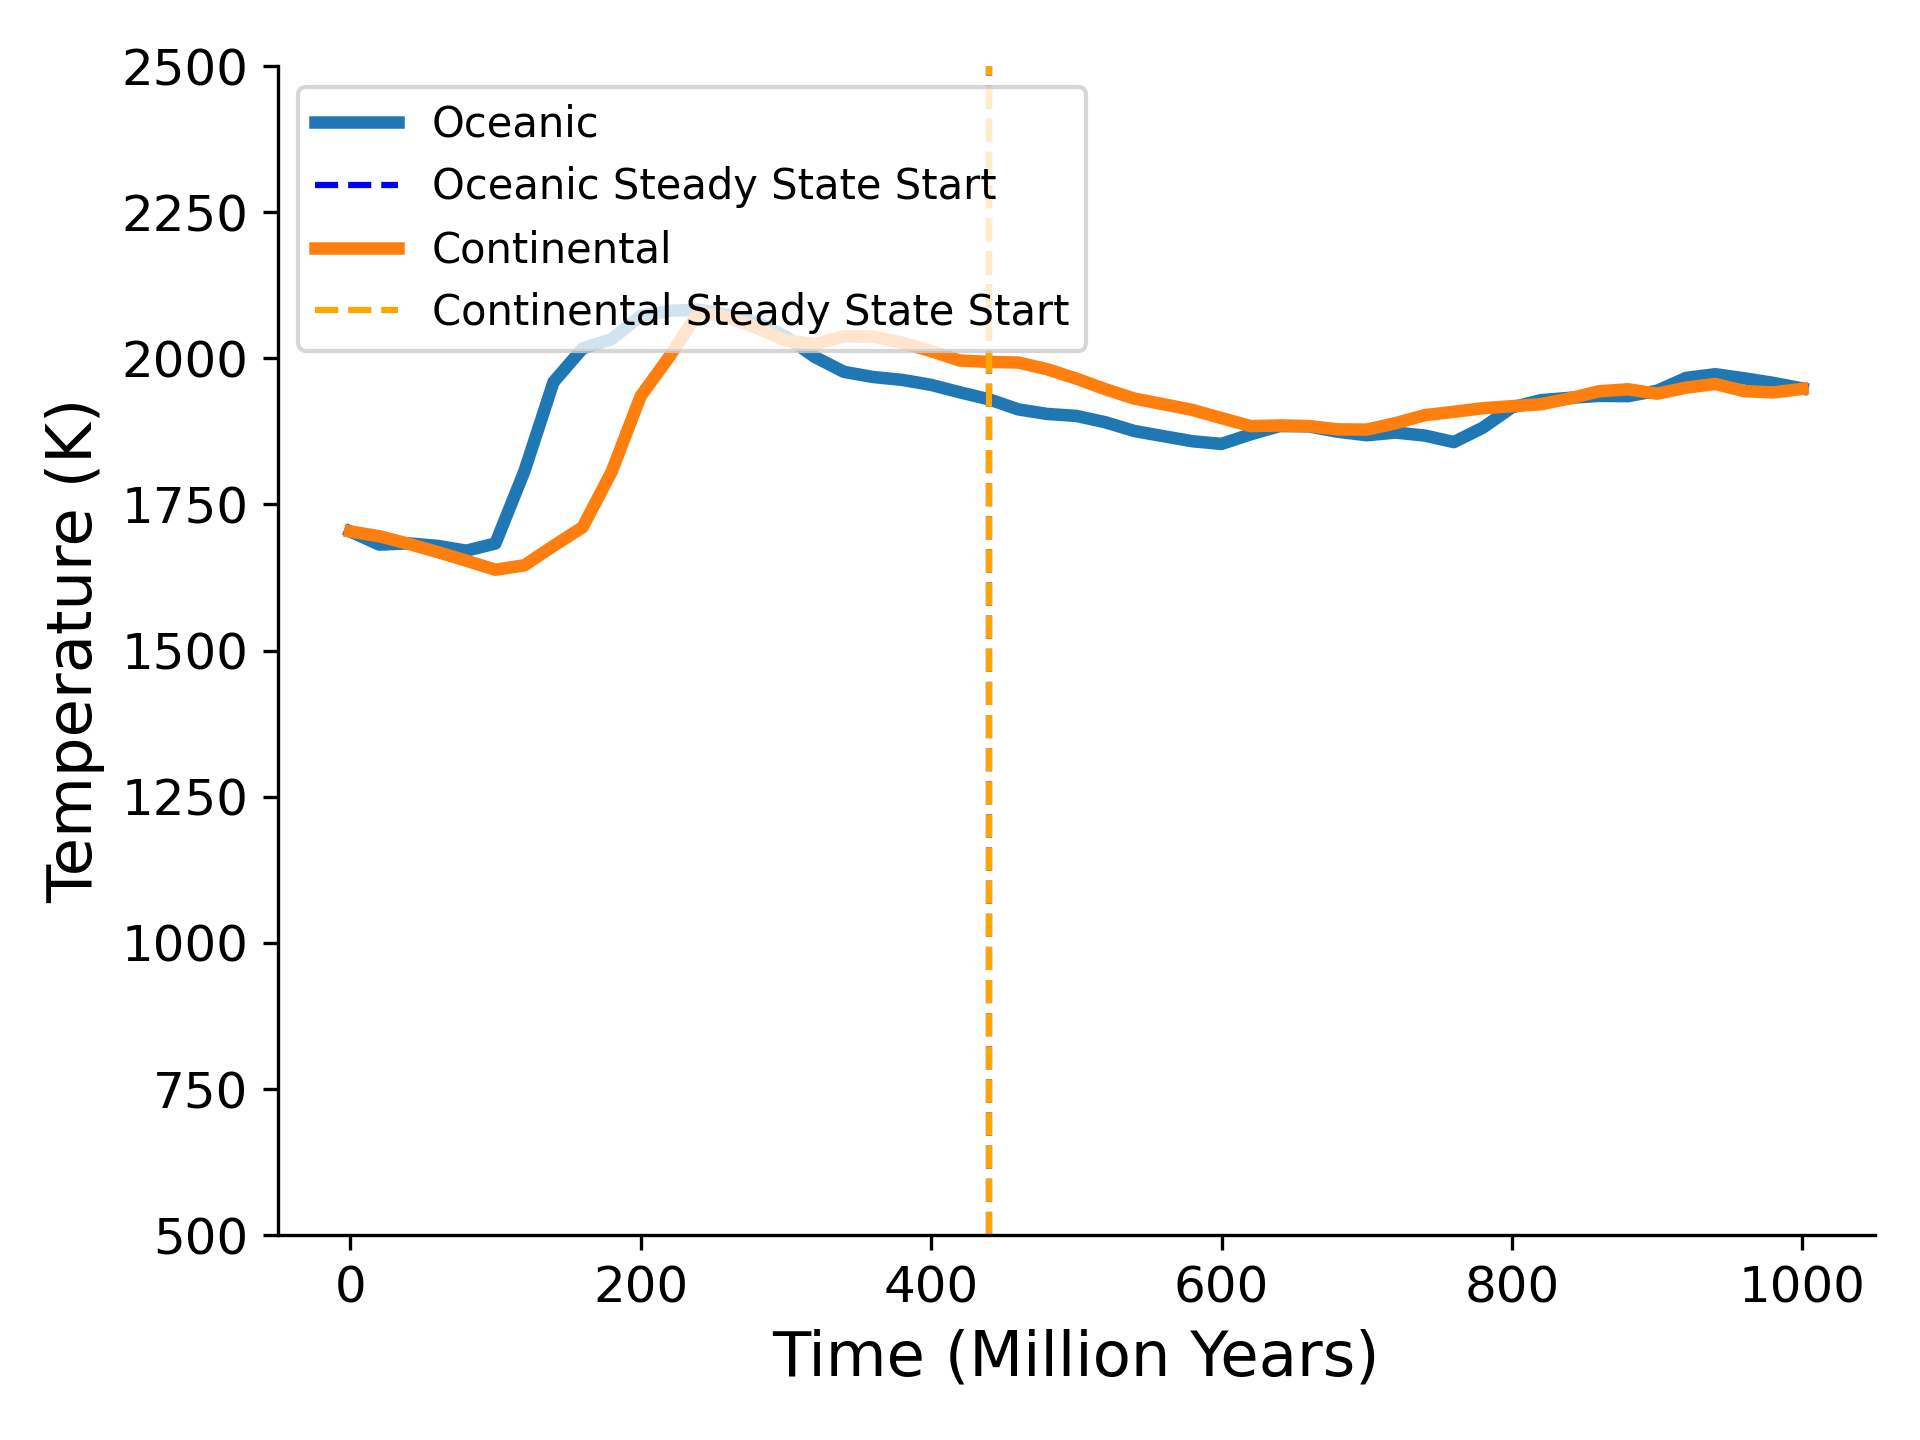 2500
2250
2000
1750
1500
1250
1000
750
500
Temperature (K)
Oceanic
Oceanic Steady State Start
Continental
Continental Steady State Start
0 200 400 600 800 1000
Time (Million Years)